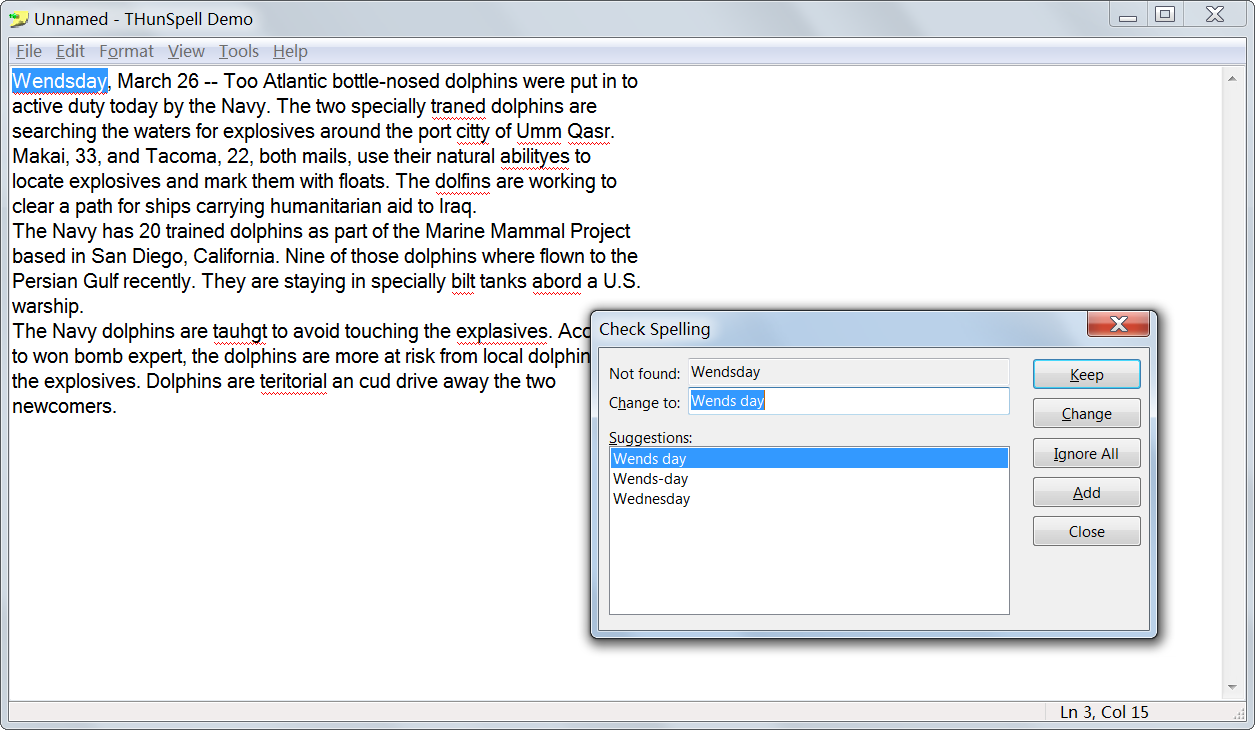 Unnamed - THunSpell Demo
File Edit Format View Tools Help
Wendsday, March 26 -- Too Atlantic bottle-nosed dolphins were put in to
active duty today by the Navy. The two specially traned dolphins are
searching the waters for explosives around the port citty of Umm Qasr.
Makai, 33, and Tacoma, 22, both mails, use their natural abilityes to
locate explosives and mark them with floats. The dolfins are working to
clear a path for ships carrying humanitarian aid to Iraq.
The Navy has 20 trained dolphins as part of the Marine Mammal Project
based in San Diego, California. Nine of those dolphins where flown to the
Persian Gulf recently. They are staying in specially bilt tanks abord a U.S.
warship.
The Navy dolphins are tauhgt to avoid touching the explasives.
to won bomb expert, the dolphins are more at risk from local
the explosives. Dolphins are teritorial an cud drive away the two
newcomers.
Check Spelling
Not found: Wendsday
Change to: Wends day
Suggestions:
Wends day
Wends-day
Wednesday
Keep
Change
Ignore All
Add
Close
Ln 3, Col 15